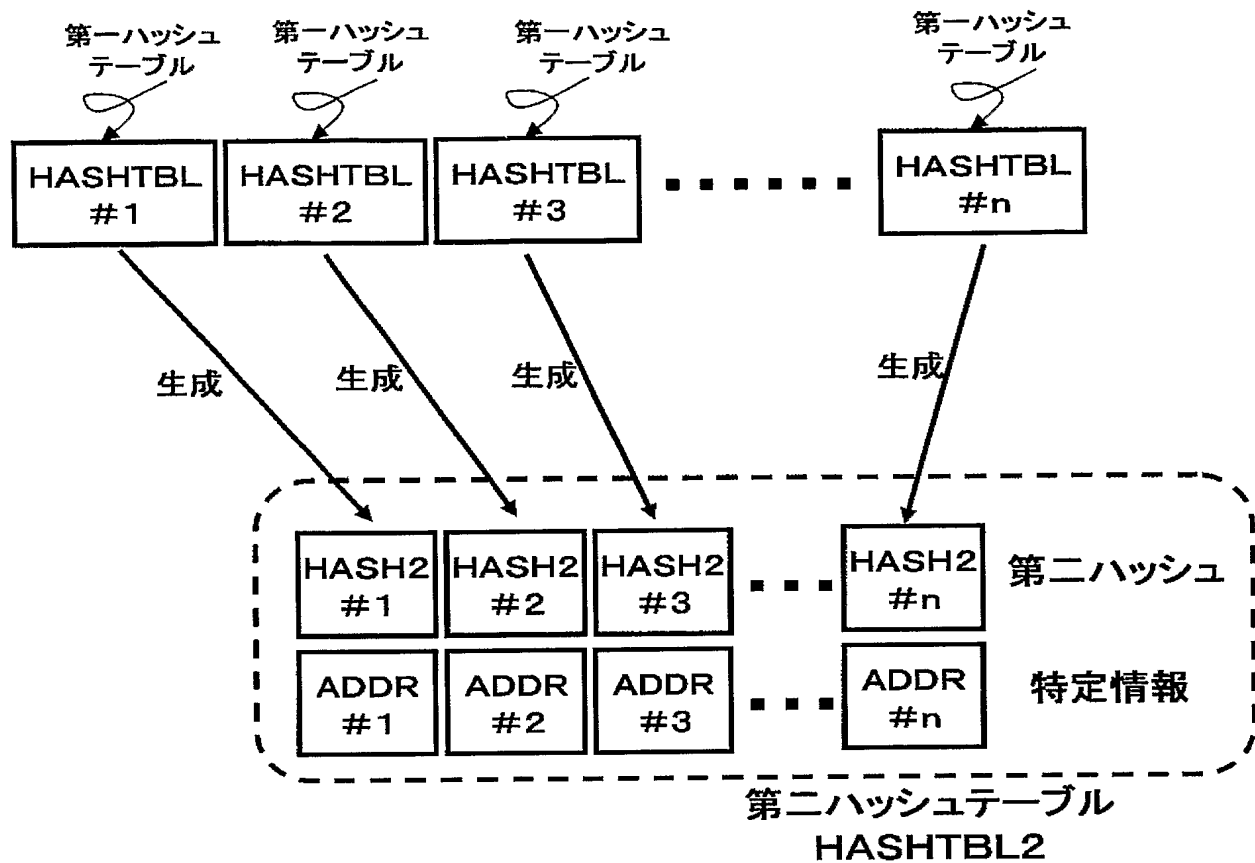 第一ハッシュ
テーブル
第一ハッシュ
テーブル
第一ハッシュ
テーブル
第一ハッシュ
テーブル
HASHTBL
#1
HASHTBL
#2
HASHTBL
#3
HASHTBL
#n
生成
生成
生成
生成
HASH2
#1
HASH2
#2
HASH2
#3
HASH2
#n
第二ハッシュ
ADDR
#1
ADDR
#2
ADDR
#3
ADDR
#n
特定情報
第二ハッシュテーブル
HASHTBL2